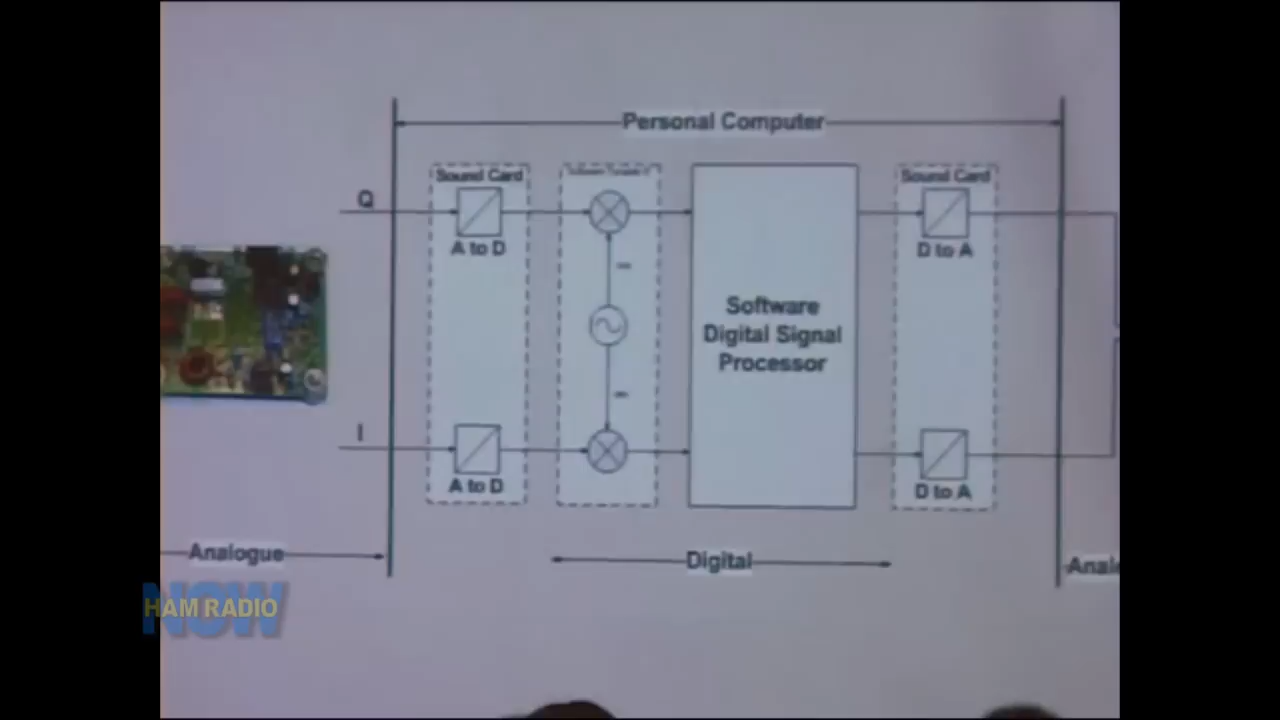 Personal Computer
Sound Card
Sound Card
Q
A to D
D to A
Software
Digital Signal
Processor
I
A to D
D to A
Analogue
Digital
Anal
HAM RADIO
NOW